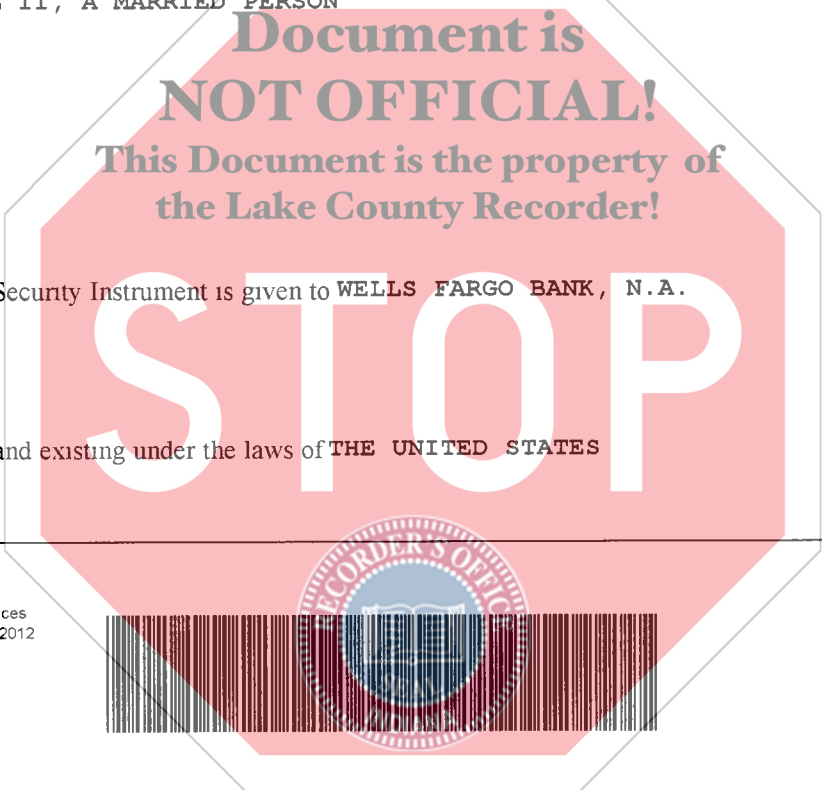 II, A MARRIED PERSON
Document is
NOT OFFICIAL!
This Document is the property of
the Lake County Recorder!
Security Instrument is given to WELLS FARGO BANK, N.A.
STOP
and existing under the laws of THE UNITED STATES
RECORDER'S OFFICE
ces
2012
SEAL
INDIANA